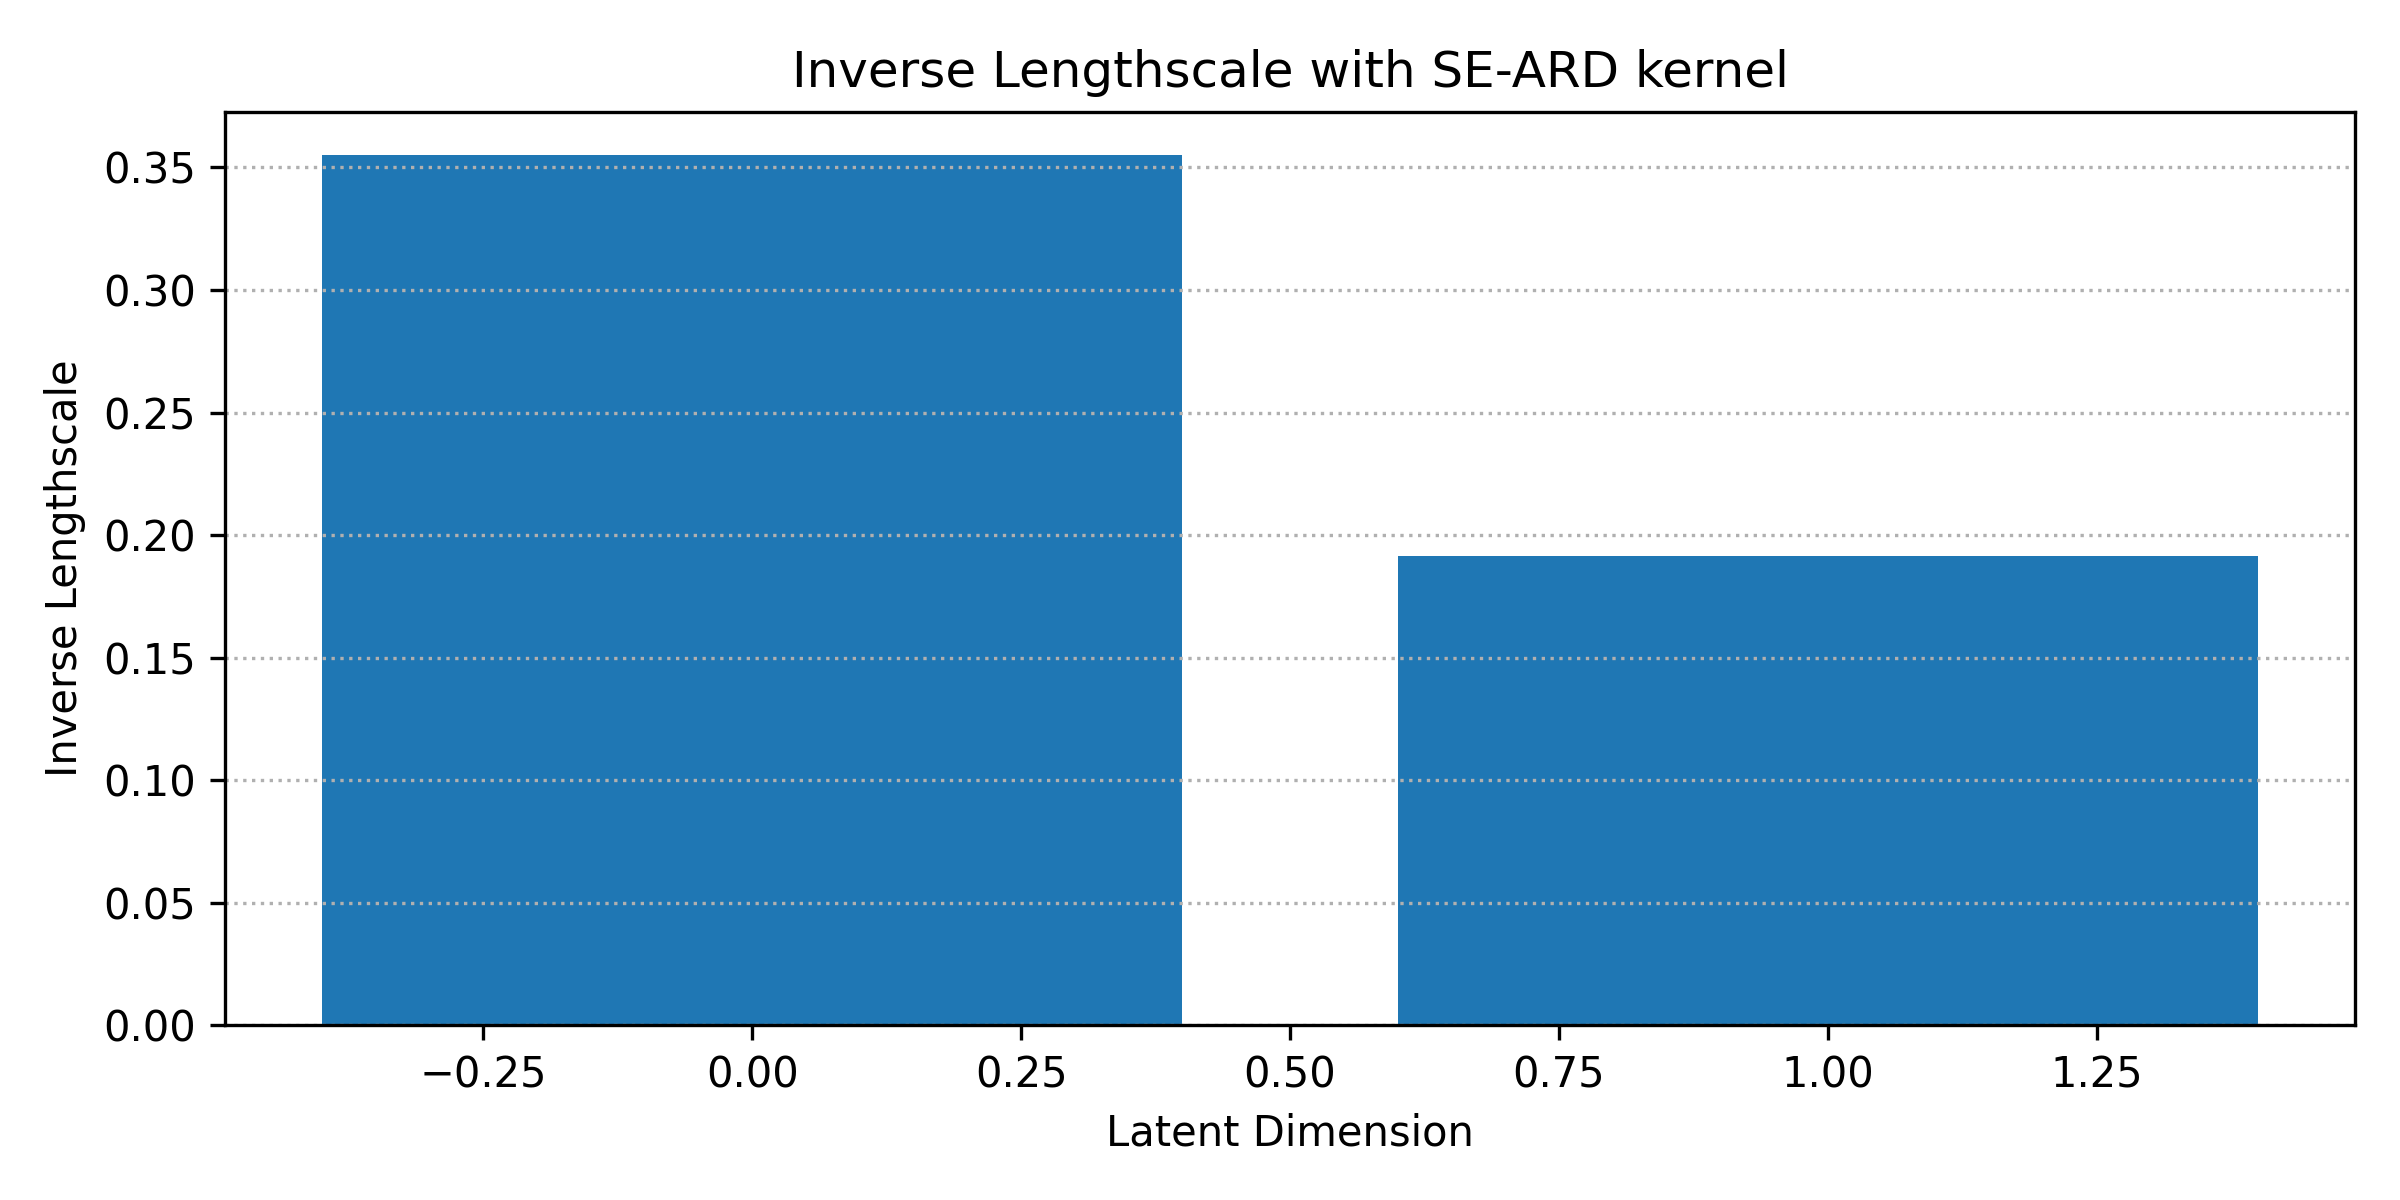 Inverse Lengthscale with SE-ARD kernel
Inverse Lengthscale
0.35
0.30
0.25
0.20
0.15
0.10
0.05
0.00
−0.25 0.00 0.25 0.50 0.75 1.00 1.25
Latent Dimension